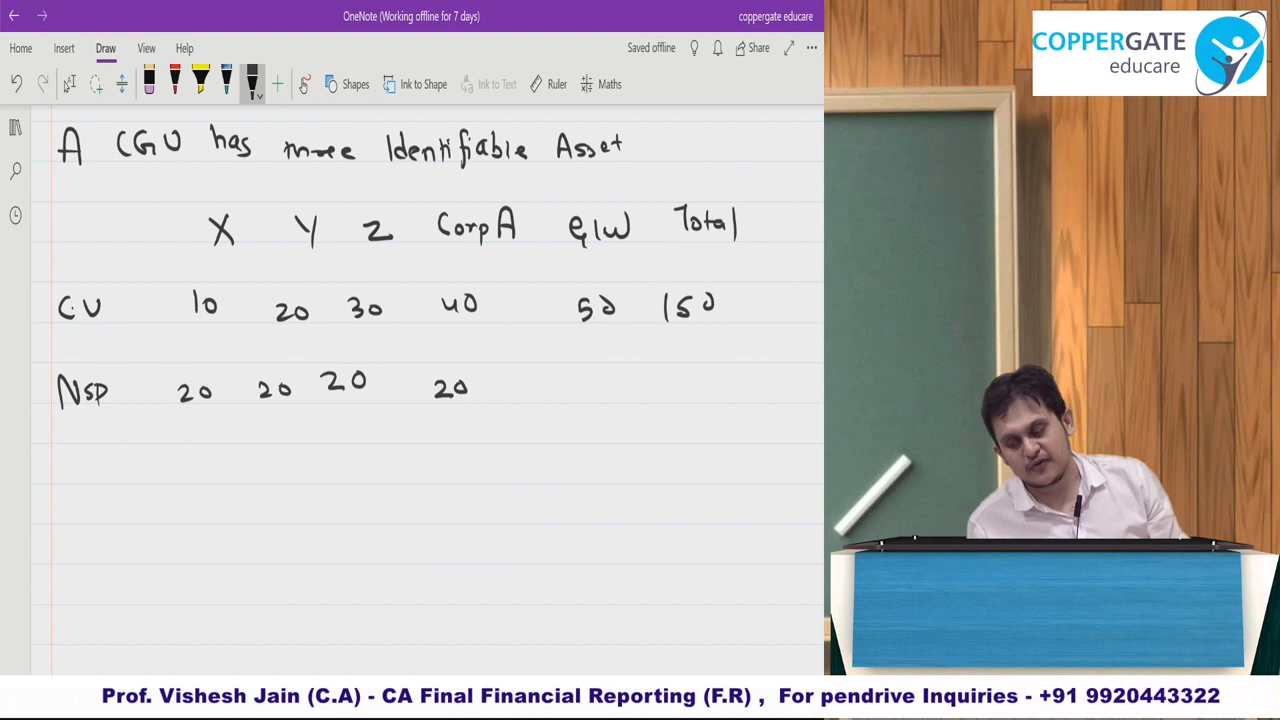 OneNote (Working offline for 7 days)
coppergate educare
Home Insert Draw View Help
Saved offline Share
Shapes Ink to Shape Ink to Text Ruler Maths
COPPERGATE
educare
A CGU has more Identifiable Asset
X Y Z Corp A G/W Total
C.V 10 20 30 40 50 150
NSP 20 20 20 20
Prof. Vishesh Jain (C.A) - CA Final Financial Reporting (F.R) , For pendrive Inquiries - +91 9920443322